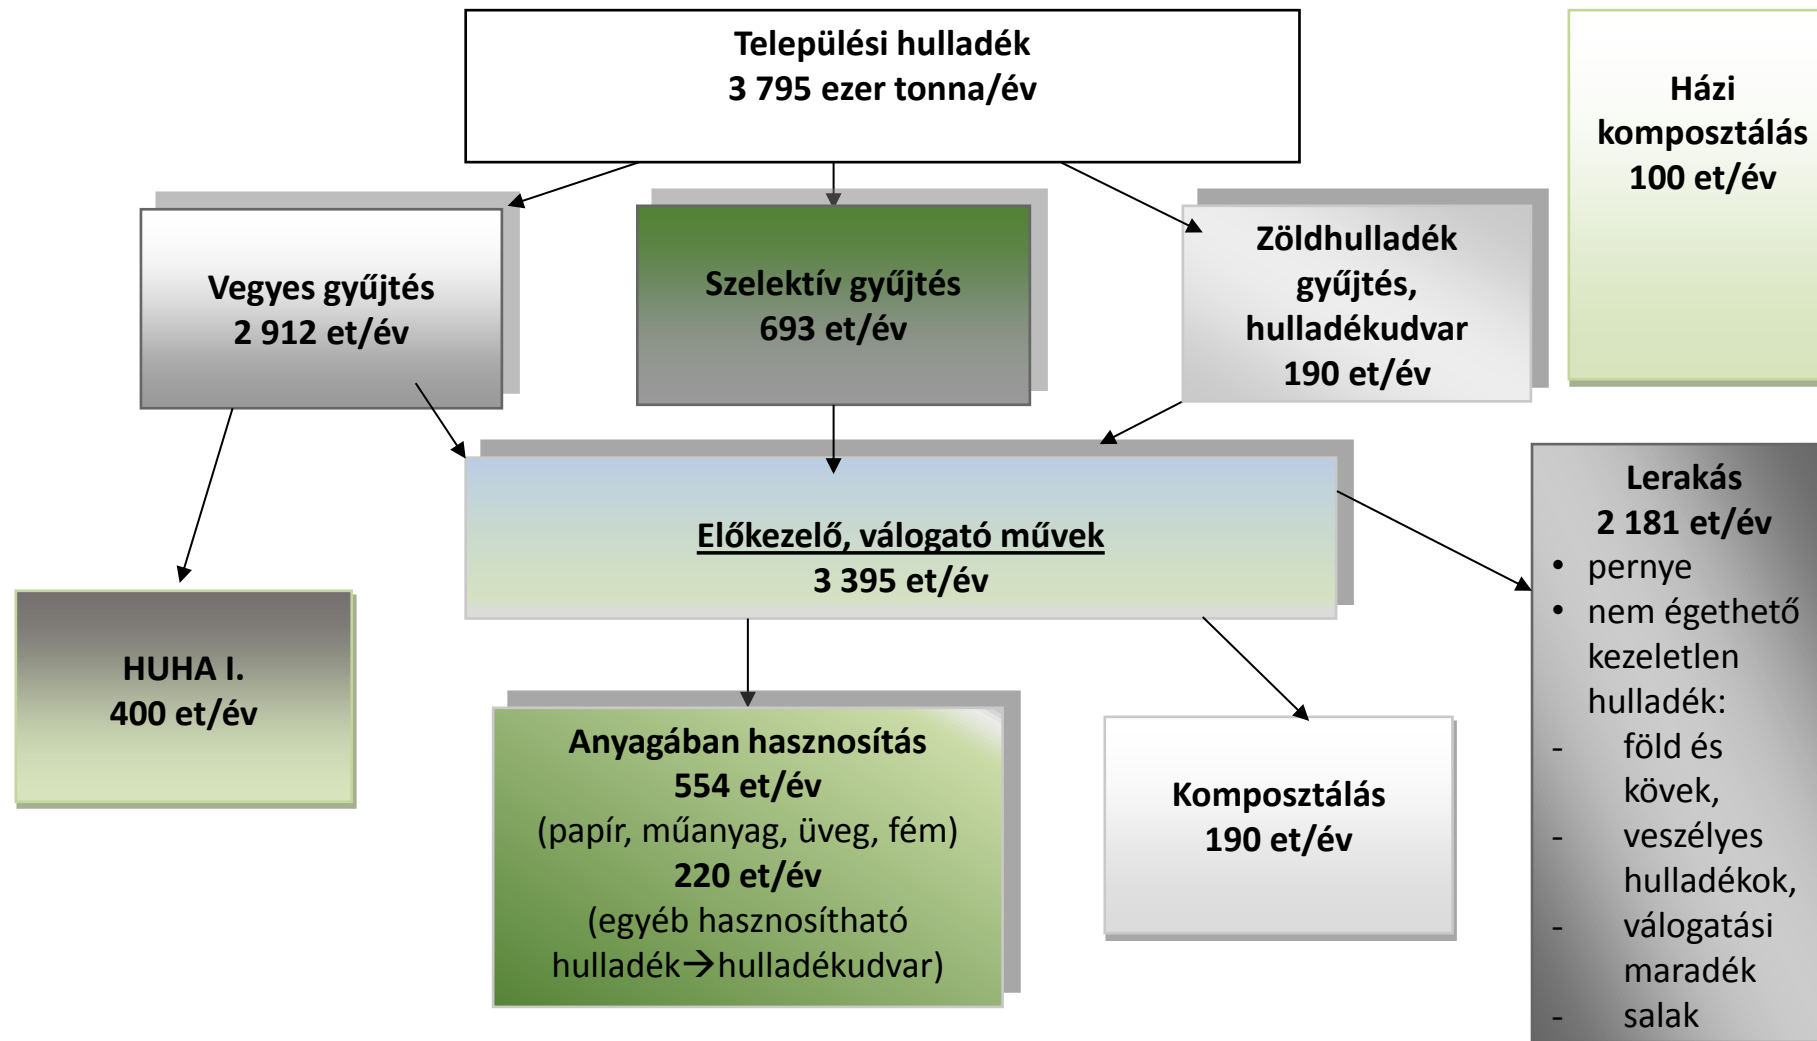 Települési hulladék
3 795 ezer tonna/év
Házi
komposztálás
100 et/év
Vegyes gyűjtés
2 912 et/év
Szelektív gyűjtés
693 et/év
Zöldhulladék
gyűjtés,
hulladékudvar
190 et/év
Előkezelő, válogató művek
3 395 et/év
Lerakás
2 181 et/év
• pernye
• nem égethető
kezeletlen
hulladék:
- föld és
kövek,
- veszélyes
hulladékok,
- válogatási
maradék
- salak
HUHA I.
400 et/év
Anyagában hasznosítás
554 et/év
(papír, műanyag, üveg, fém)
220 et/év
(egyéb hasznosítható
hulladék→hulladékudvar)
Komposztálás
190 et/év